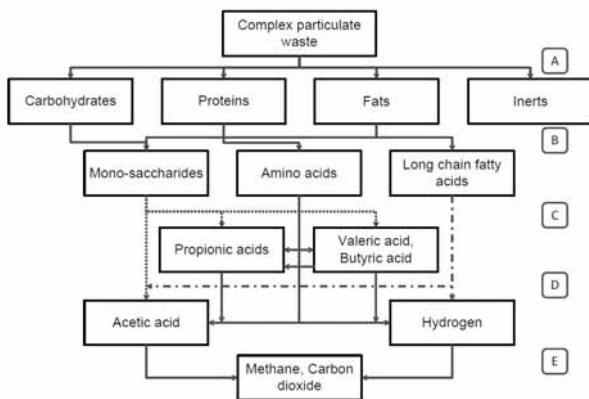 Complex particulate
waste
A
Carbohydrates
Proteins
Fats
Inerts
B
Mono-saccharides
Amino acids
Long chain fatty
acids
C
Propionic acids
Valeric acid,
Butyric acid
D
Acetic acid
Hydrogen
E
Methane, Carbon
dioxide